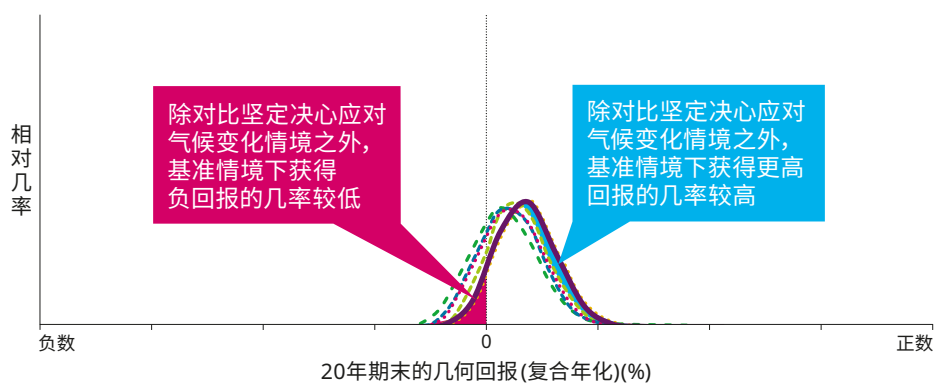 除对比坚定决心应对
气候变化情境之外，
基准情境下获得
负回报的几率较低
除对比坚定决心应对
气候变化情境之外，
基准情境下获得更高
回报的几率较高
相对几率
负数
0
正数
20年期末的几何回报(复合年化)(%)